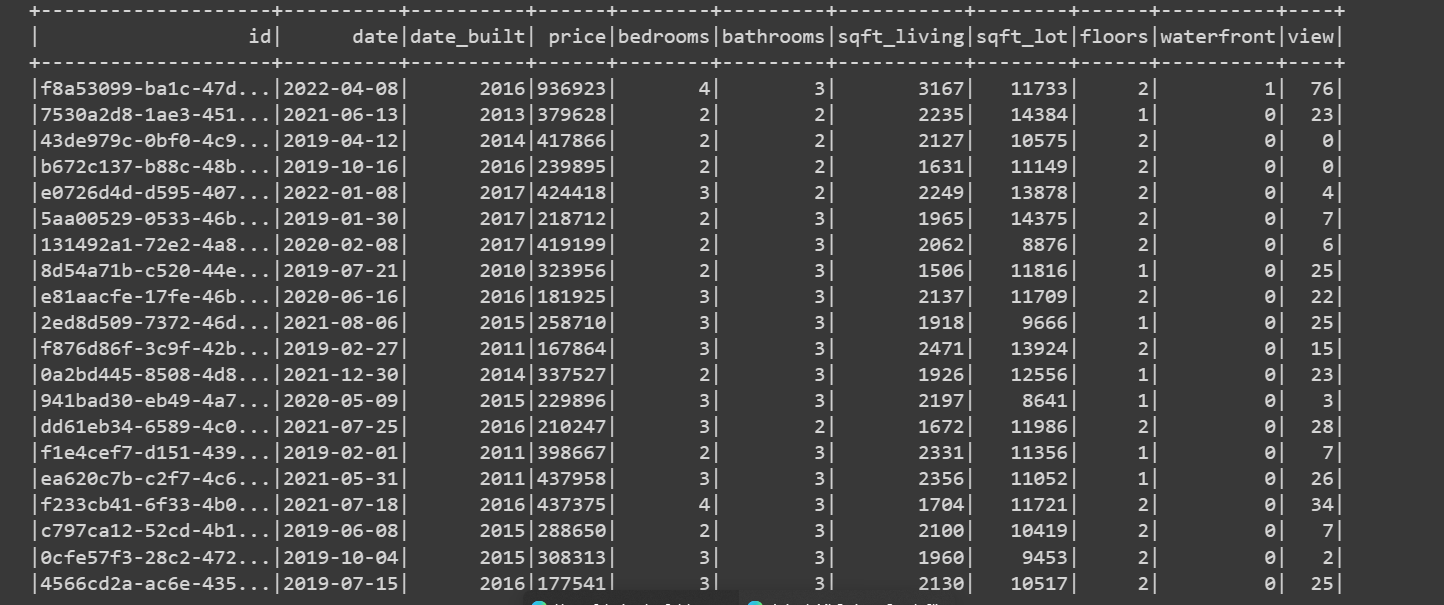 +--------------------+----------+----------+------+--------+---------+-----------+--------+------+----------+----+
|                  id|      date|date_built| price|bedrooms|bathrooms|sqft_living|sqft_lot|floors|waterfront|view|
+--------------------+----------+----------+------+--------+---------+-----------+--------+------+----------+----+
|f8a53099-ba1c-47d...|2022-04-08|      2016|936923|       4|        3|       3167|   11733|     2|         1|  76|
|7530a2d8-1ae3-451...|2021-06-13|      2013|379628|       2|        2|       2235|   14384|     1|         0|  23|
|43de979c-0bf0-4c9...|2019-04-12|      2014|417866|       2|        2|       2127|   10575|     2|         0|   0|
|b672c137-b88c-48b...|2019-10-16|      2016|239895|       2|        2|       1631|   11149|     2|         0|   0|
|e0726d4d-d595-407...|2022-01-08|      2017|424418|       3|        2|       2249|   13878|     2|         0|   4|
|5aa00529-0533-46b...|2019-01-30|      2017|218712|       2|        3|       1965|   14375|     2|         0|   7|
|131492a1-72e2-4a8...|2020-02-08|      2017|419199|       2|        3|       2062|    8876|     2|         0|   6|
|8d54a71b-c520-44e...|2019-07-21|      2010|323956|       2|        3|       1506|   11816|     1|         0|  25|
|e81aacfe-17fe-46b...|2020-06-16|      2016|181925|       3|        3|       2137|   11709|     2|         0|  22|
|2ed8d509-7372-46d...|2021-08-06|      2015|258710|       3|        3|       1918|    9666|     1|         0|  25|
|f876d86f-3c9f-42b...|2019-02-27|      2011|167864|       3|        3|       2471|   13924|     2|         0|  15|
|0a2bd445-8508-4d8...|2021-12-30|      2014|337527|       2|        3|       1926|   12556|     1|         0|  23|
|941bad30-eb49-4a7...|2020-05-09|      2015|229896|       3|        3|       2197|    8641|     1|         0|   3|
|dd61eb34-6589-4c0...|2021-07-25|      2016|210247|       3|        2|       1672|   11986|     2|         0|  28|
|f1e4cef7-d151-439...|2019-02-01|      2011|398667|       2|        3|       2331|   11356|     1|         0|   7|
|ea620c7b-c2f7-4c6...|2021-05-31|      2011|437958|       3|        3|       2356|   11052|     1|         0|  26|
|f233cb41-6f33-4b0...|2021-07-18|      2016|437375|       4|        3|       1704|   11721|     2|         0|  34|
|c797ca12-52cd-4b1...|2019-06-08|      2015|288650|       2|        3|       2100|   10419|     2|         0|   7|
|0cfe57f3-28c2-472...|2019-10-04|      2015|308313|       3|        3|       1960|    9453|     2|         0|   2|
|4566cd2a-ac6e-435...|2019-07-15|      2016|177541|       3|        3|       2130|   10517|     2|         0|  25|